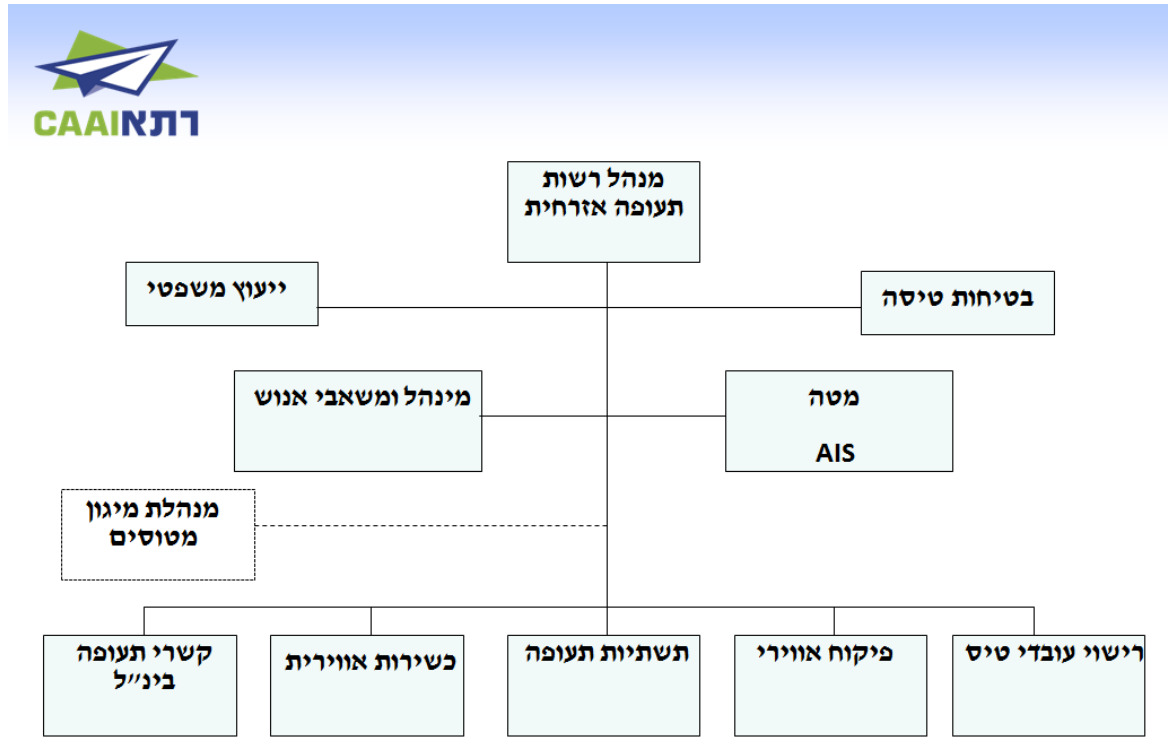 CAAI רתא
מנהל רשות
תעופה אזרחית
בטיחות טיסה
ייעוץ משפטי
מטה
AIS
מינהל ומשאבי אנוש
מנהלת מיגון
מטוסים
רישוי עובדי טיס
פיקוח אווירי
תשתיות תעופה
כשירות אווירית
קשרי תעופה
בינ״ל